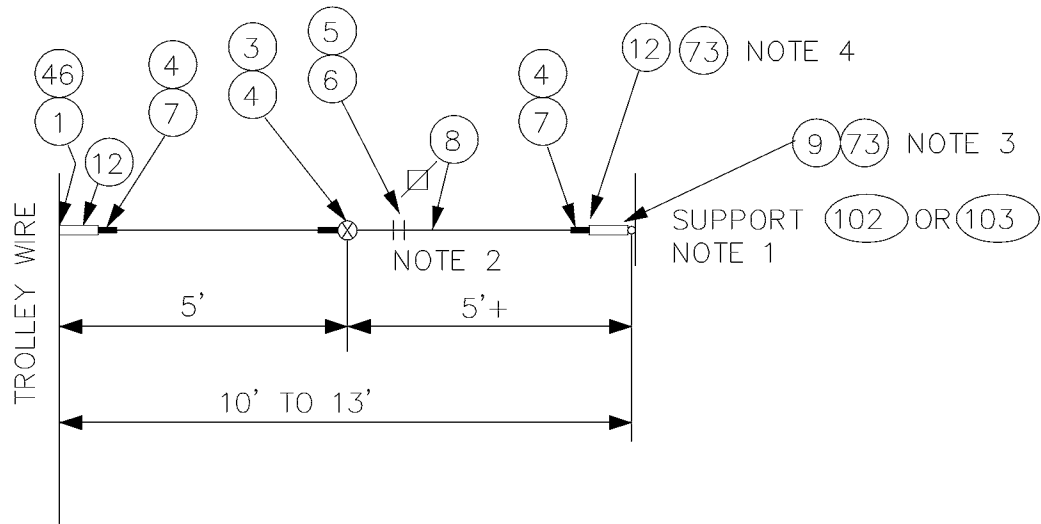 46
1
12
4
7
3
4
5
6
8
4
7
12 73 NOTE 4
9 73 NOTE 3
SUPPORT 102 OR 103
NOTE 1
NOTE 2
TROLLEY WIRE
5'
5'+
10' TO 13'